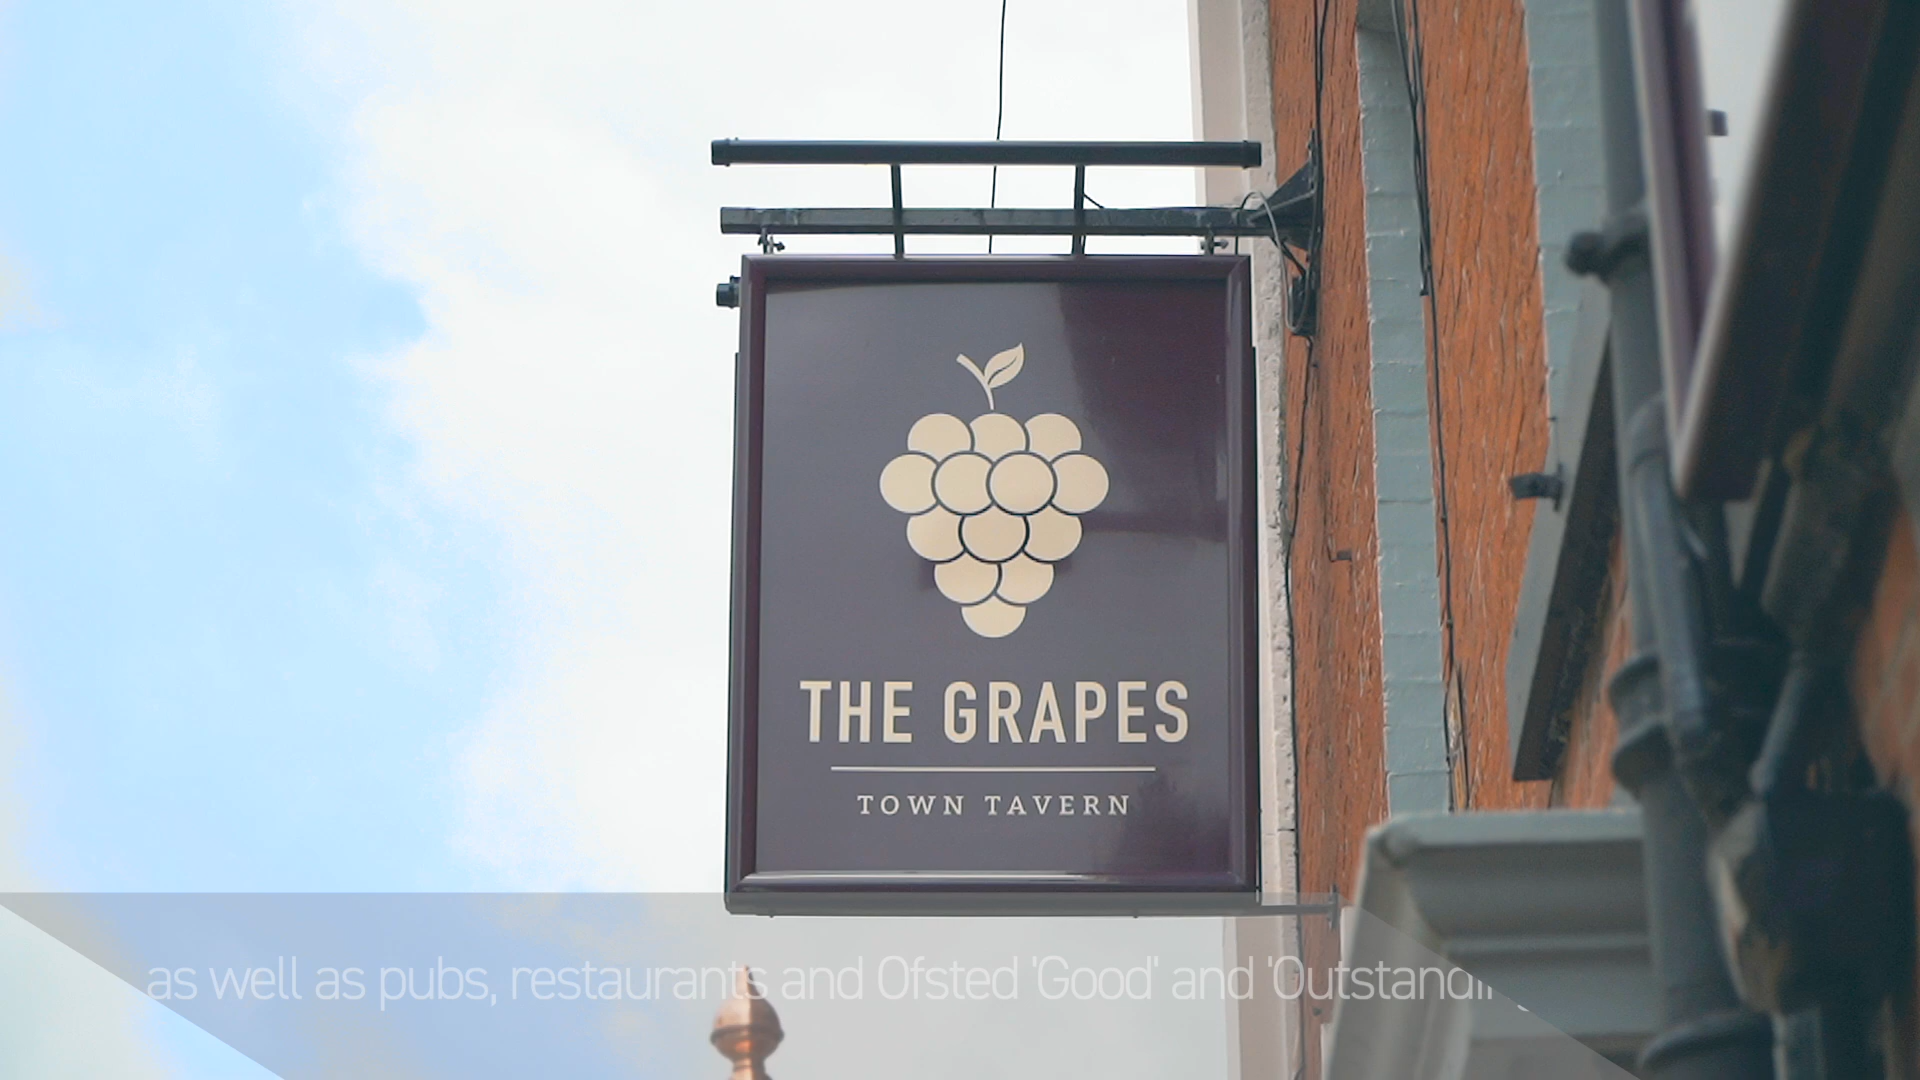 THE GRAPES
TOWN TAVERN
as well as pubs, restaurants and Ofsted 'Good' and